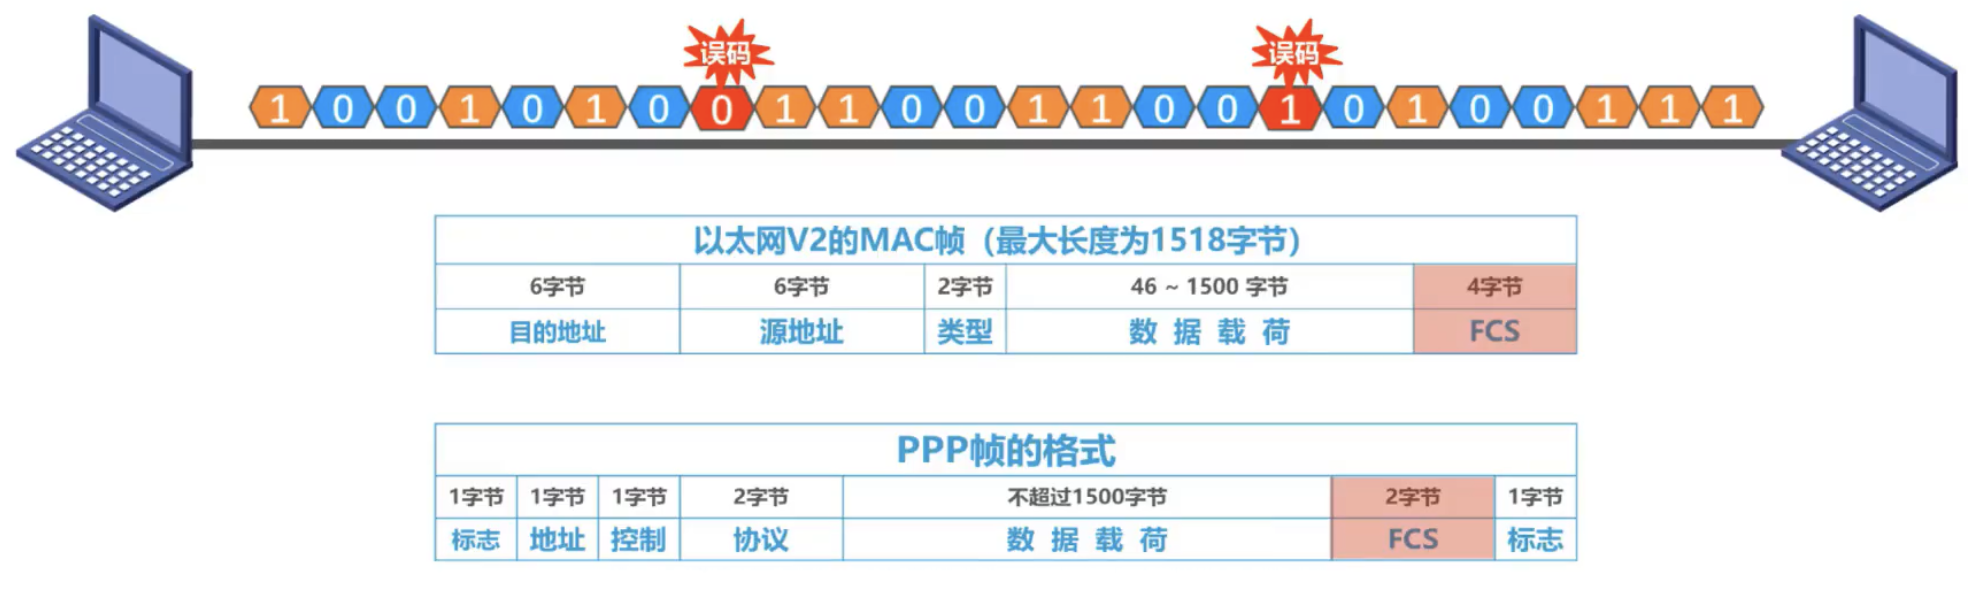 误码 误码
1 0 0 1 0 1 0 0 1 1 0 0 1 1 0 0 1 0 1 0 0 1 1 1
以太网V2的MAC帧（最大长度为1518字节）
6字节 6字节 2字节 46 ~ 1500 字节 4字节
目的地址 源地址 类型 数 据 载 荷 FCS
PPP帧的格式
1字节 1字节 1字节 2字节 不超过1500字节 2字节 1字节
标志 地址 控制 协议 数 据 载 荷 FCS 标志